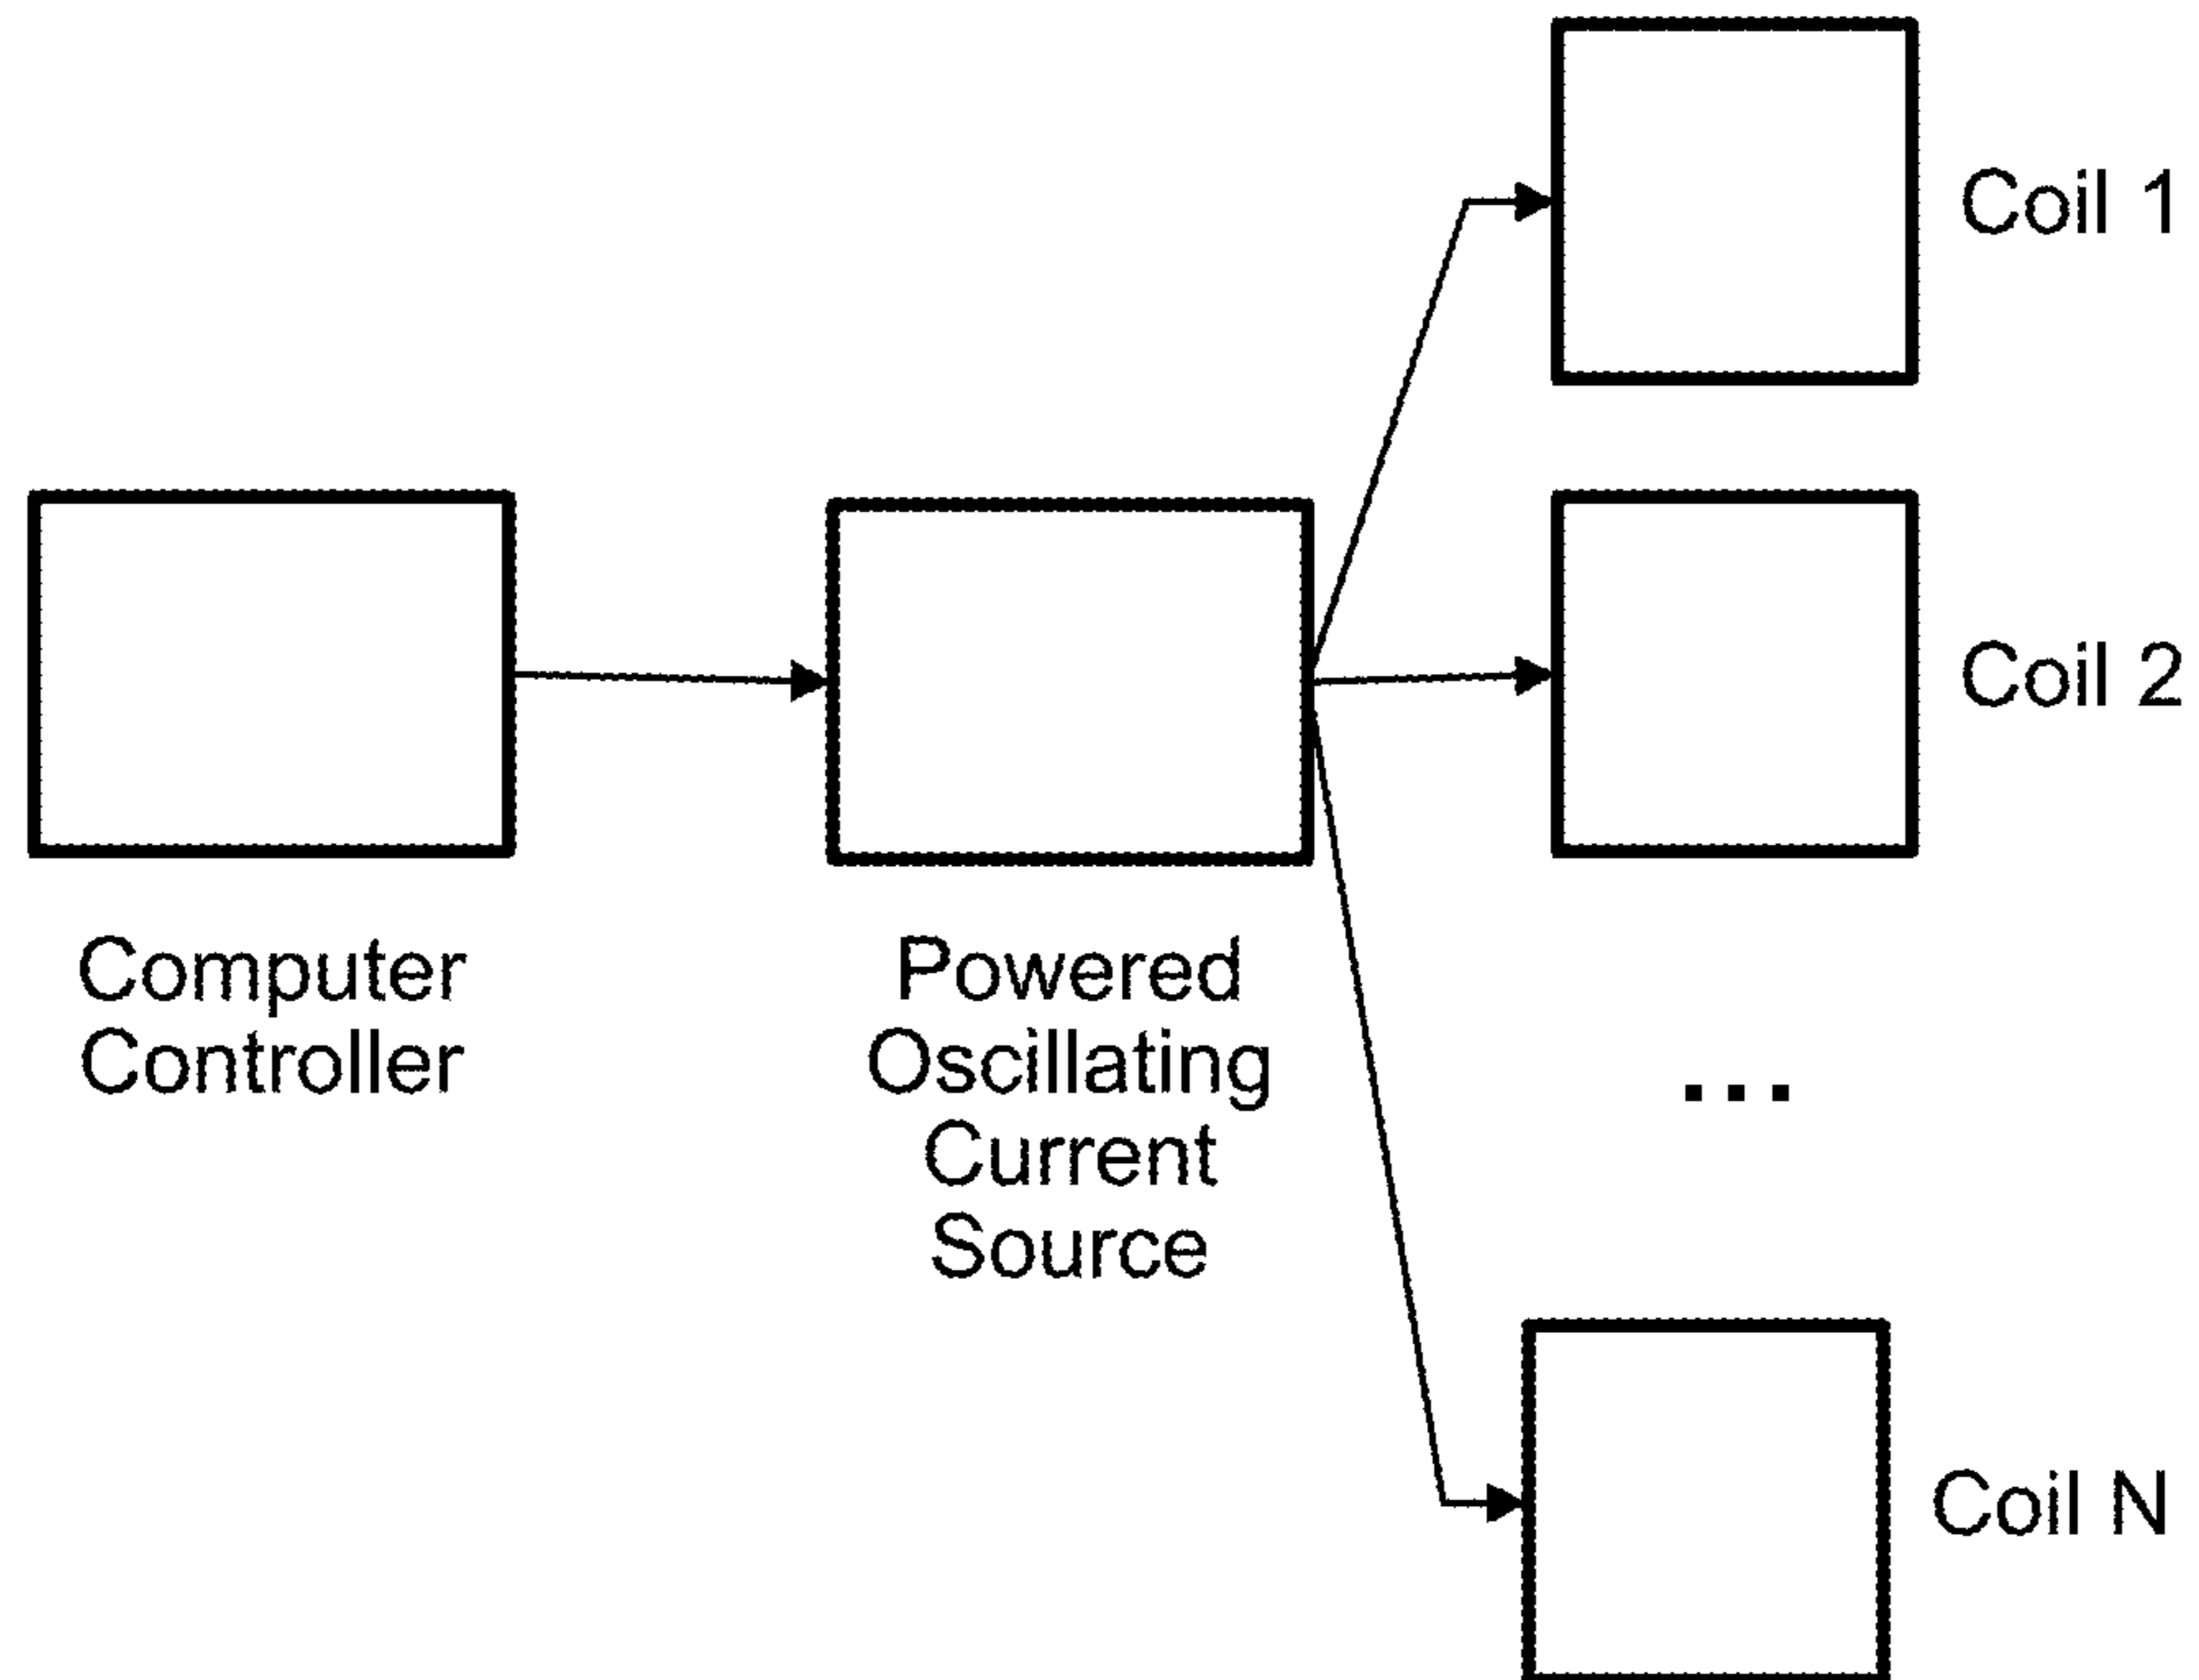 Coil 1
Coil 2
Computer
Controller
Powered
Oscillating
Current
Source
...
Coil N